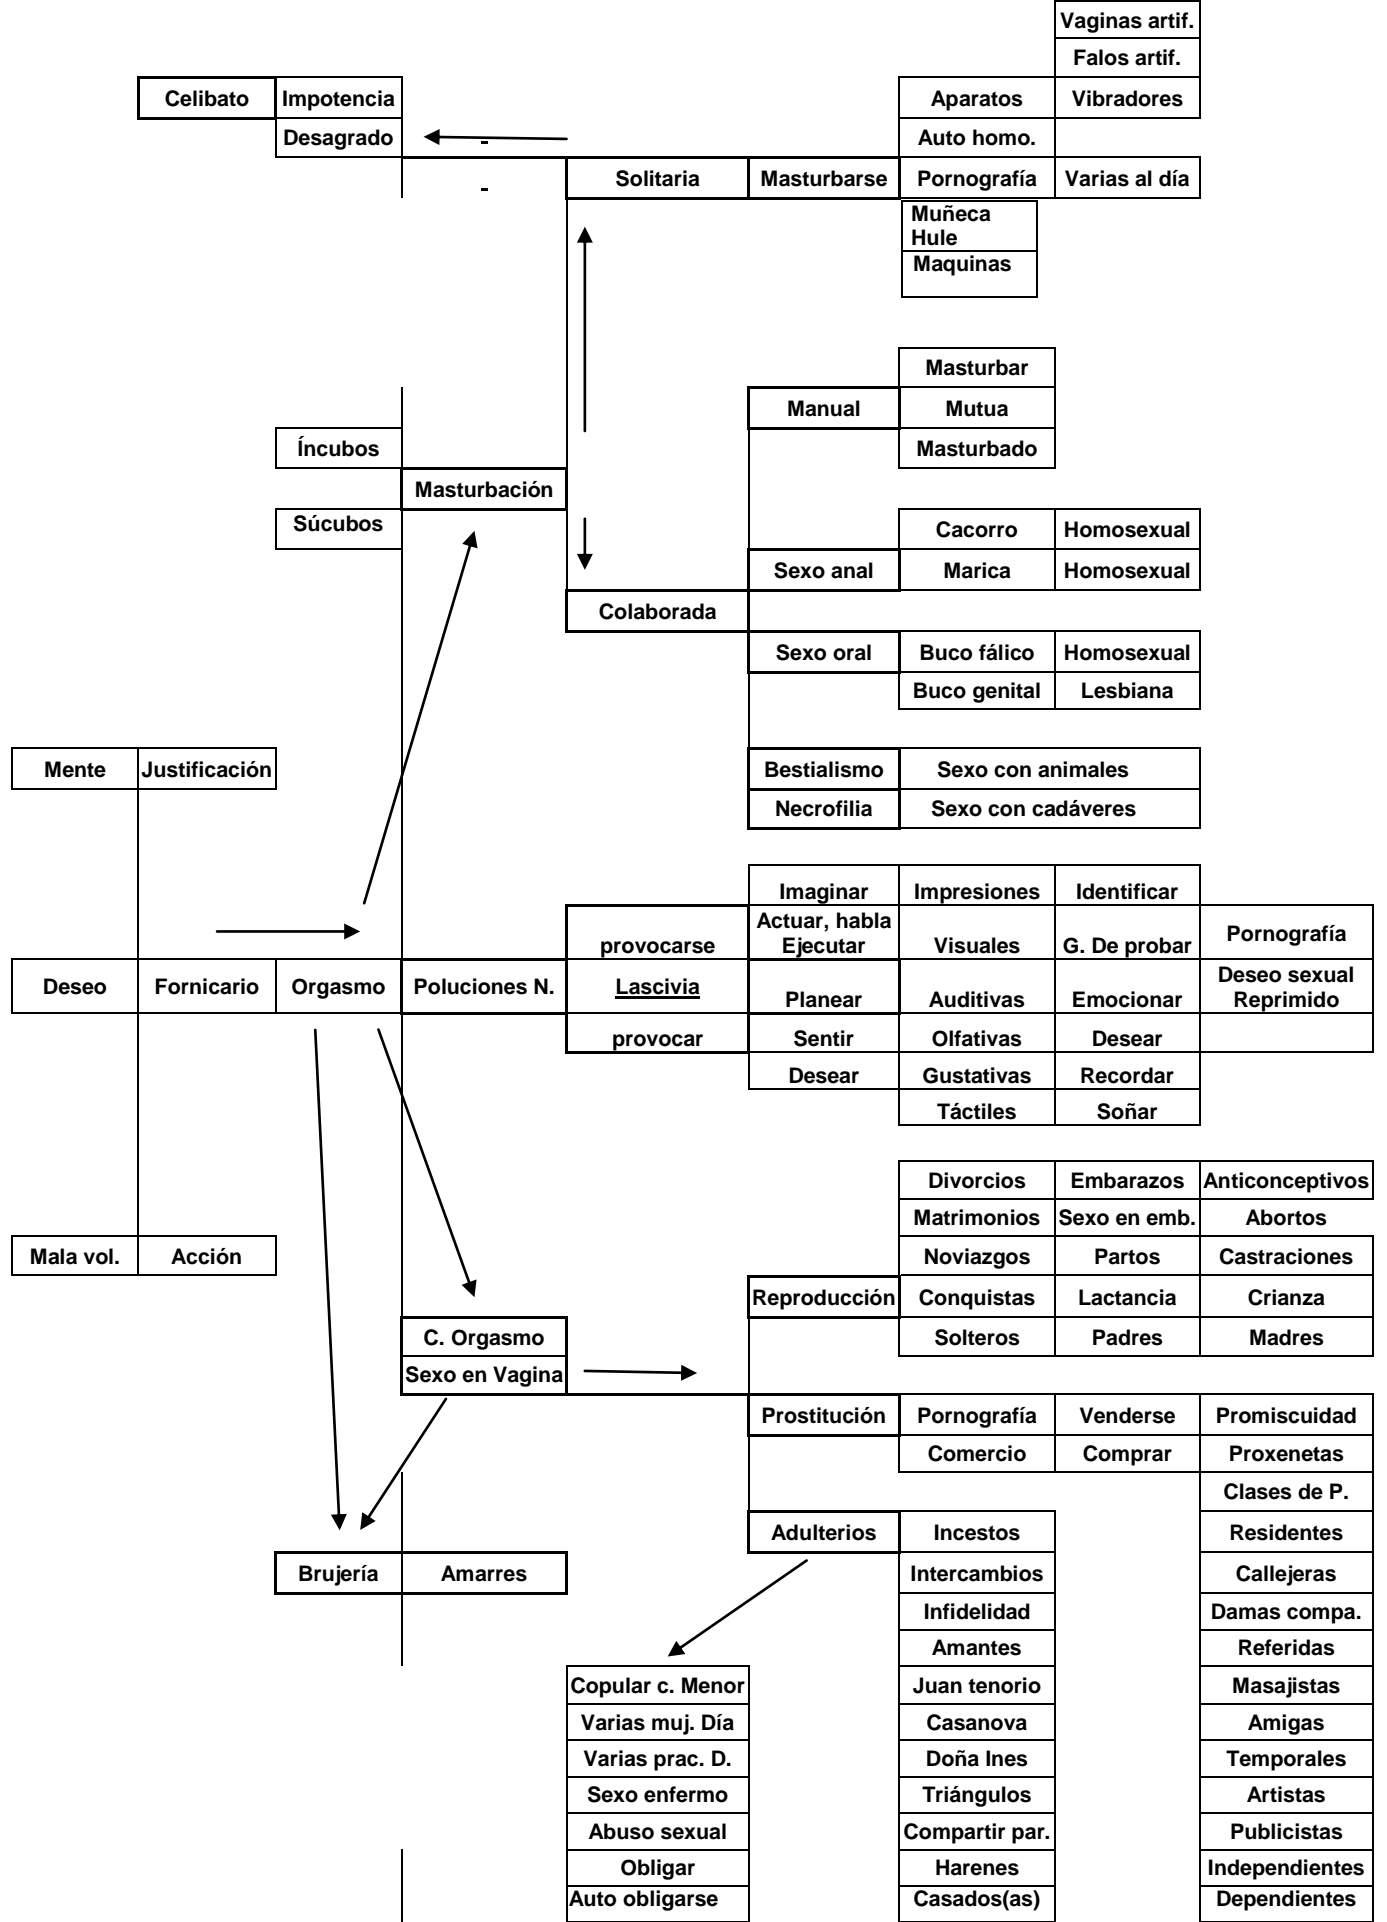 Vaginas artif.
Falos artif.
Celibato Impotencia Aparatos Vibradores
Desagrado - Auto homo.
- Solitaria Masturbarse Pornografía Varias al día
Muñeca
Hule
Maquinas
Masturbar
Manual Mutua
Íncubos Masturbado
Masturbación
Súcubos Cacorro Homosexual
Sexo anal Marica Homosexual
Colaborada
Sexo oral Buco fálico Homosexual
Buco genital Lesbiana
Mente Justificación Bestialismo Sexo con animales
Necrofilia Sexo con cadáveres
Imaginar Impresiones Identificar
provocarse Actuar, habla
Ejecutar Visuales G. De probar Pornografía
Deseo Fornicario Orgasmo Poluciones N. Lascivia Planear Auditivas Emocionar Deseo sexual
Reprimido
provocar Sentir Olfativas Desear
Desear Gustativas Recordar
Táctiles Soñar
Divorcios Embarazos Anticonceptivos
Matrimonios Sexo en emb. Abortos
Mala vol. Acción Noviazgos Partos Castraciones
Reproducción Conquistas Lactancia Crianza
C. Orgasmo Solteros Padres Madres
Sexo en Vagina
Prostitución Pornografía Venderse Promiscuidad
Comercio Comprar Proxenetas
Clases de P.
Adulterios Incestos Residentes
Brujería Amarres Intercambios Callejeras
Infidelidad Damas compa.
Amantes Referidas
Copular c. Menor Juan tenorio Masajistas
Varias muj. Día Casanova Amigas
Varias prac. D. Doña Ines Temporales
Sexo enfermo Triángulos Artistas
Abuso sexual Compartir par. Publicistas
Obligar Harenes Independientes
Auto obligarse Casados(as) Dependientes